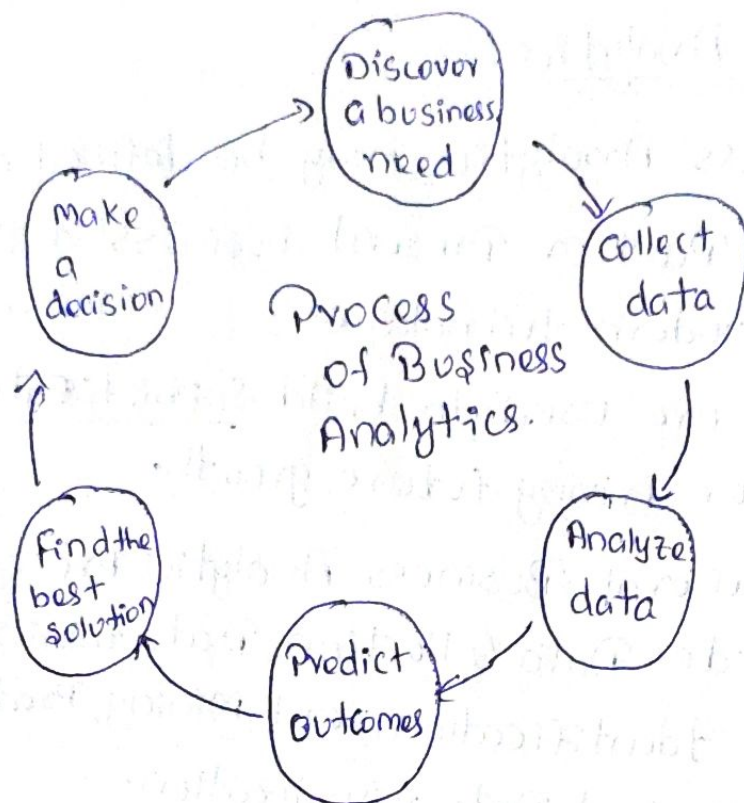 Discover
a business
need
Collect
data
Analyze
data
Predict
outcomes
Find the
best
solution
Make
a
decision
Process
of Business
Analytics.